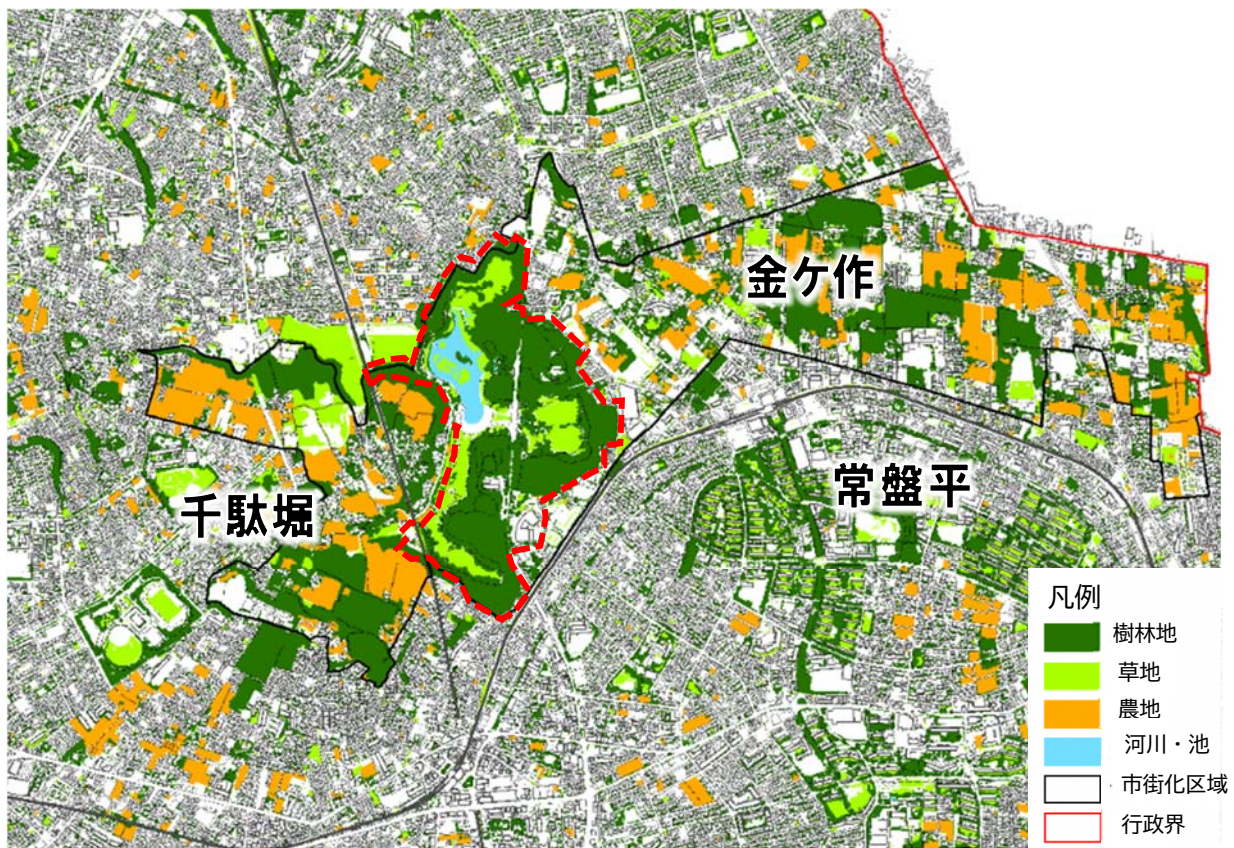 金ケ作
常盤平
千駄堀
凡例
樹林地
草地
農地
河川・池
市街化区域
行政界